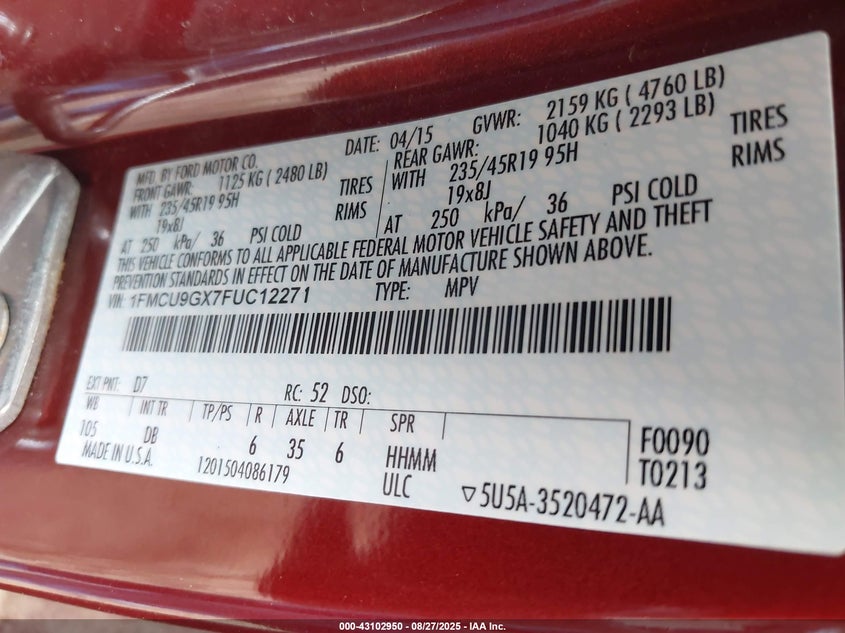 MFD. BY FORD MOTOR CO.
DATE: 04/15 GVWR: 2159 KG ( 4760 LB)
FRONT GAWR: 1125 KG ( 2480 LB)
REAR GAWR: 1040 KG ( 2293 LB)
WITH 235/45R19 95H TIRES
WITH 235/45R19 95H TIRES
19x8J RIMS
19x8J RIMS
AT 250 kPa/ 36 PSI COLD
AT 250 kPa/ 36 PSI COLD
THIS VEHICLE CONFORMS TO ALL APPLICABLE FEDERAL MOTOR VEHICLE SAFETY AND THEFT
PREVENTION STANDARDS IN EFFECT ON THE DATE OF MANUFACTURE SHOWN ABOVE.
VIN: 1FMCU9GX7FUC12271 TYPE: MPV
EXT PNT: D7 RC: 52 DSO:
WB INT TR TP/PS R AXLE TR SPR
105 DB 6 35 6 HHMM F0090
MADE IN U.S.A. 1201504086179 ULC T0213
▽5U5A-3520472-AA
000-43102950 - 08/27/2025 - IAA Inc.